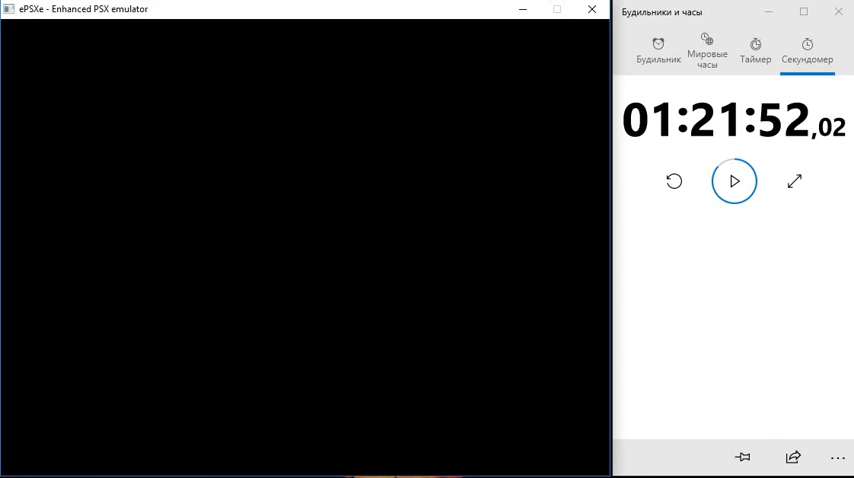 ePSXe - Enhanced PSX emulator
Будильники и часы
Будильник
Мировые
часы
Таймер
Секундомер
01:21:52,02